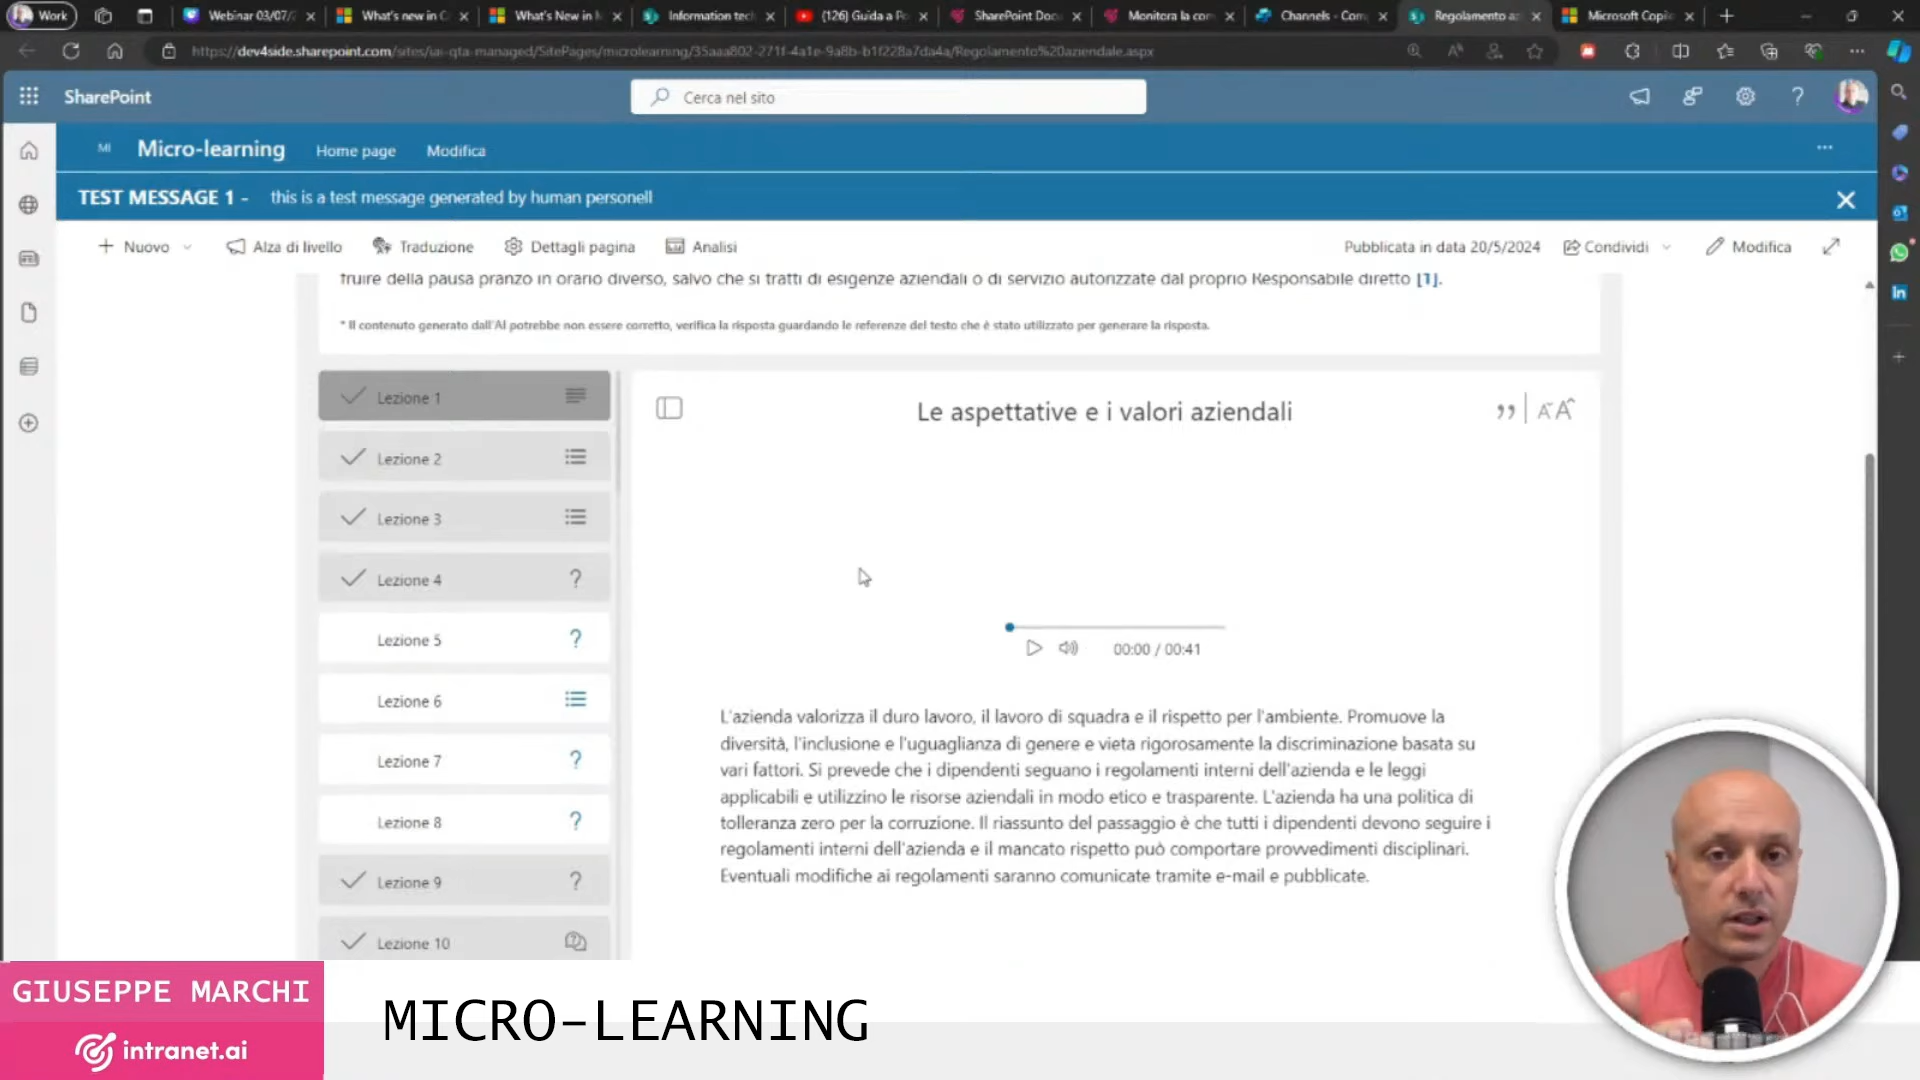 Work
Webinar 03/07/
What's new in C
What's New in M
Information tech
(126) Guida a Po
SharePoint Docu
Monitora la com
Channels - Com
Regolamento az
Microsoft Copil
https://dev4side.sharepoint.com/sites/iai-qta-managed/SitePages/microlearning/35aaa802-271f-4a1e-9a8b-b1f228a7da4a/Regolamento%20aziendale.aspx
SharePoint
Cerca nel sito
MI
Micro-learning
Home page
Modifica
TEST MESSAGE 1 - this is a test message generated by human personell
Nuovo
Alza di livello
Traduzione
Dettagli pagina
Analisi
Pubblicata in data 20/5/2024
Condividi
Modifica
fruire della pausa pranzo in orario diverso, salvo che si tratti di esigenze aziendali o di servizio autorizzate dal proprio Responsabile diretto [1].
* Il contenuto generato dall'AI potrebbe non essere corretto, verifica la risposta guardando le referenze del testo che è stato utilizzato per generare la risposta.
Lezione 1
Lezione 2
Lezione 3
Lezione 4
Lezione 5
Lezione 6
Lezione 7
Lezione 8
Lezione 9
Lezione 10
Le aspettative e i valori aziendali
00:00 / 00:41
L'azienda valorizza il duro lavoro, il lavoro di squadra e il rispetto per l'ambiente. Promuove la
diversità, l'inclusione e l'uguaglianza di genere e vieta rigorosamente la discriminazione basata su
vari fattori. Si prevede che i dipendenti seguano i regolamenti interni dell'azienda e le leggi
applicabili e utilizzino le risorse aziendali in modo etico e trasparente. L'azienda ha una politica di
tolleranza zero per la corruzione. Il riassunto del passaggio è che tutti i dipendenti devono seguire i
regolamenti interni dell'azienda e il mancato rispetto può comportare provvedimenti disciplinari.
Eventuali modifiche ai regolamenti saranno comunicate tramite e-mail e pubblicate.
GIUSEPPE MARCHI
intranet.ai
MICRO-LEARNING